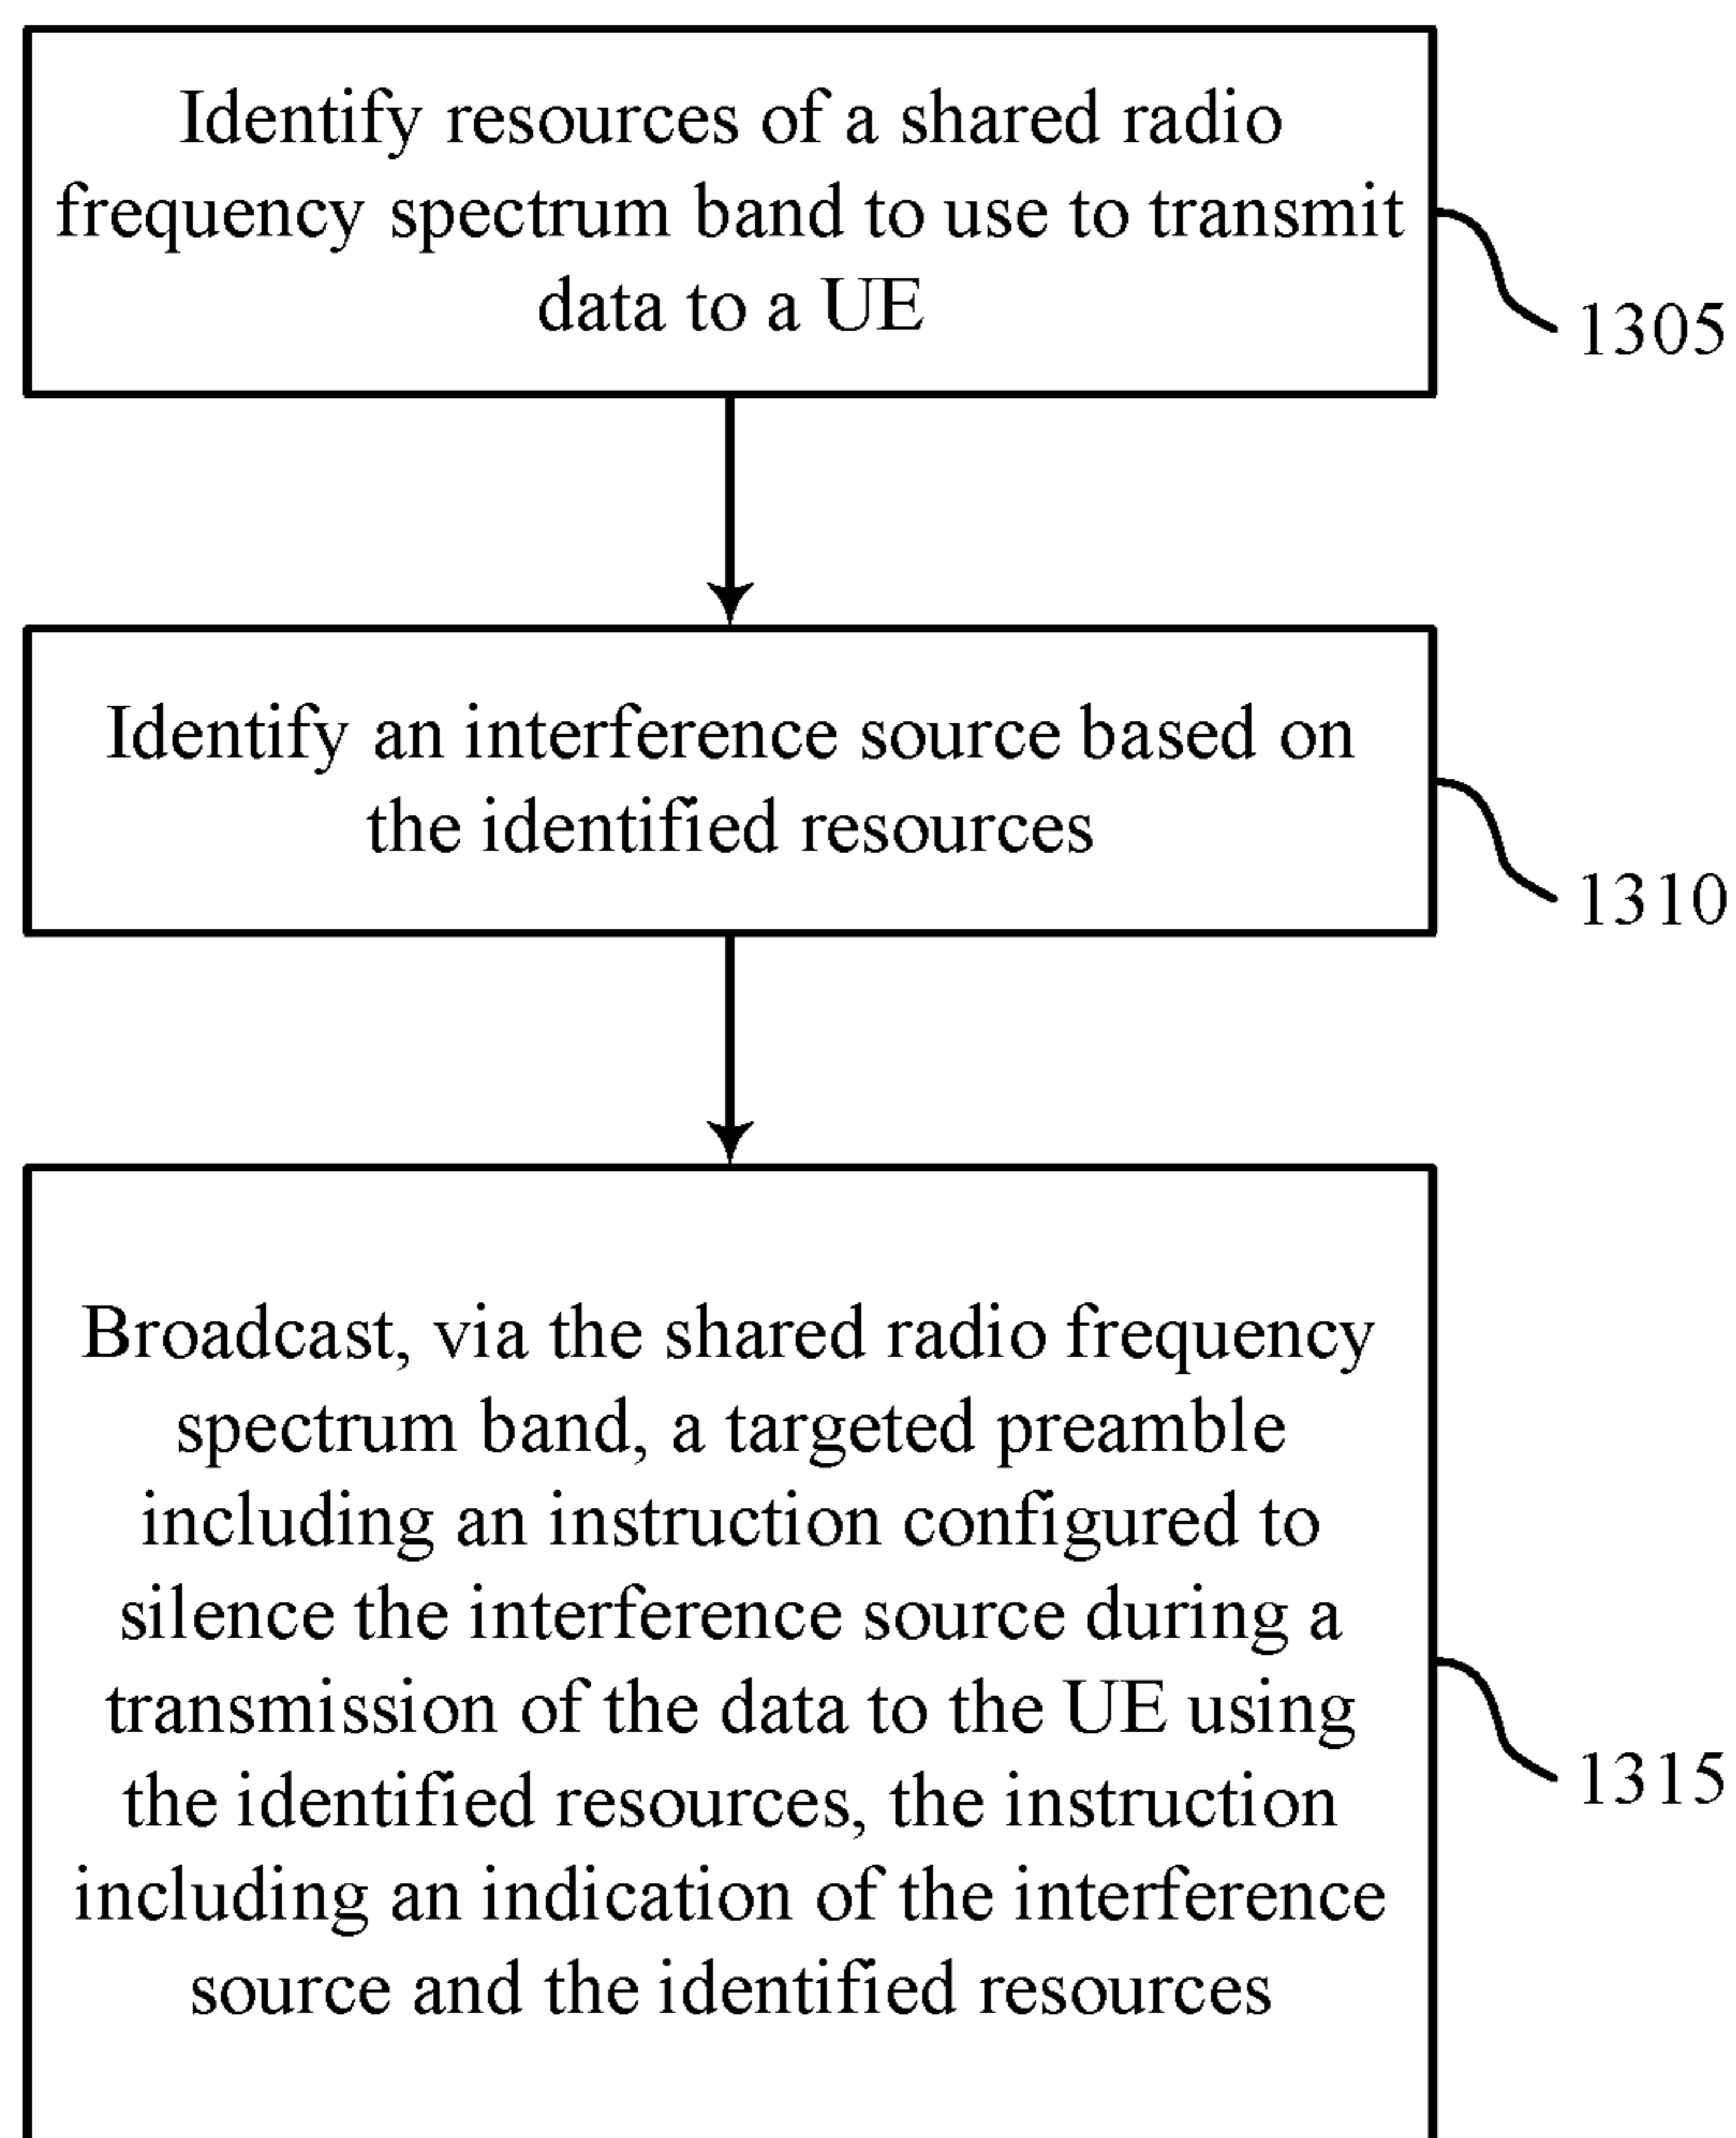 Identify resources of a shared radio
frequency spectrum band to use to transmit
data to a UE
1305
Identify an interference source based on
the identified resources
1310
Broadcast, via the shared radio frequency
spectrum band, a targeted preamble
including an instruction configured to
silence the interference source during a
transmission of the data to the UE using
the identified resources, the instruction
including an indication of the interference
source and the identified resources
1315